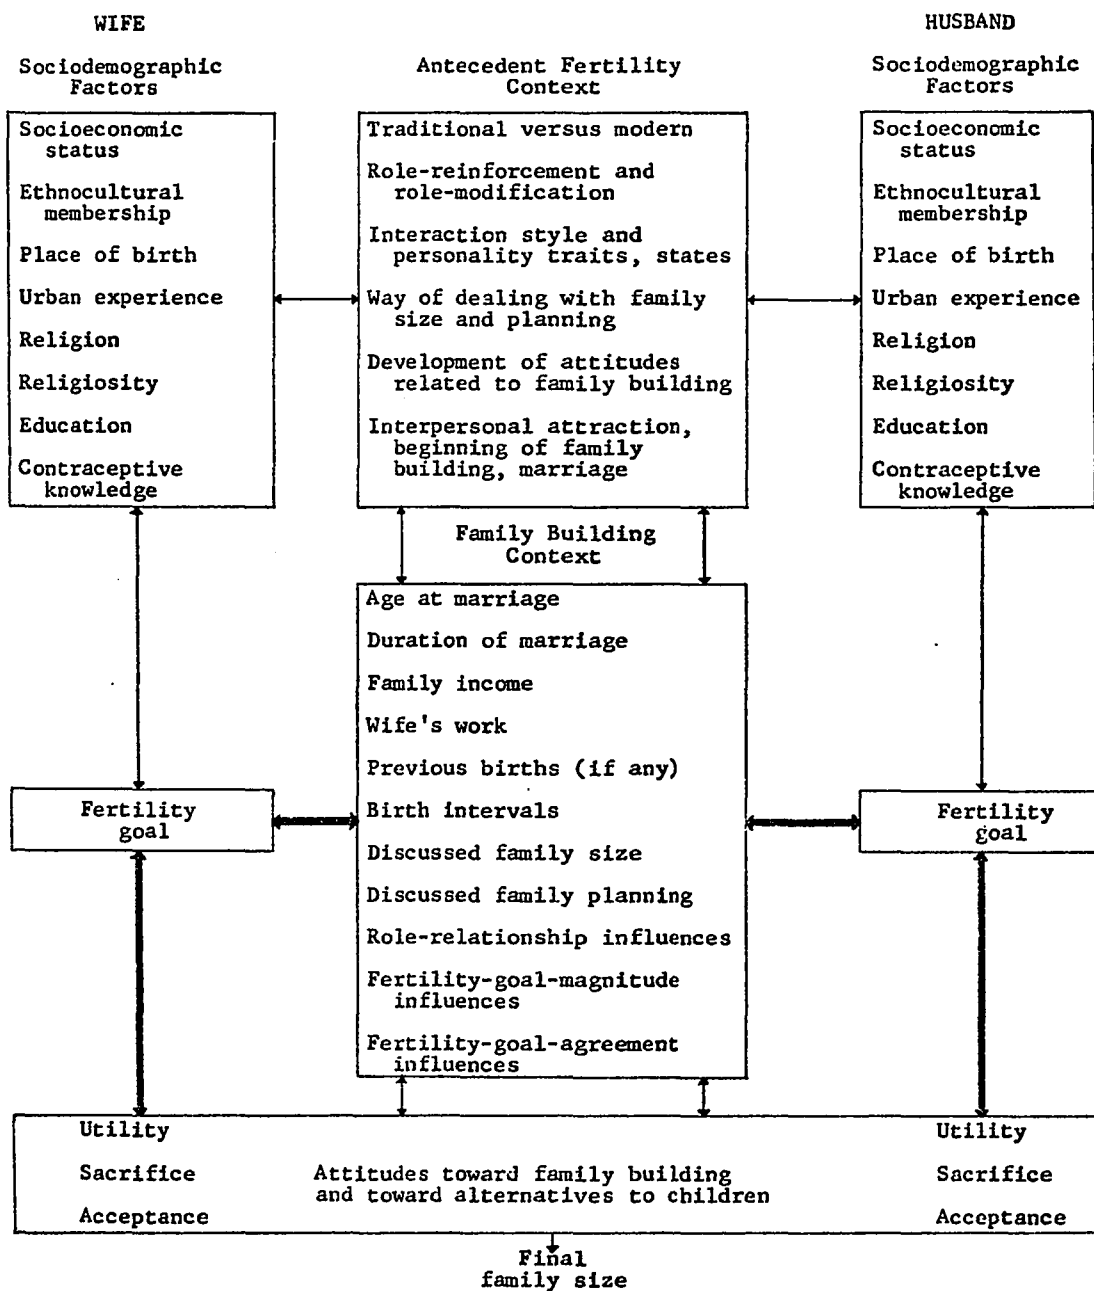 WIFE
Sociodemographic
Factors
Socioeconomic
status
Ethnocultural
membership
Place of birth
Urban experience
Religion
Religiosity
Education
Contraceptive
knowledge
Antecedent Fertility
Context
Traditional versus modern
Role-reinforcement and
role-modification
Interaction style and
personality traits, states
Way of dealing with family
size and planning
Development of attitudes
related to family building
Interpersonal attraction,
beginning of family
building, marriage
HUSBAND
Sociodemographic
Factors
Socioeconomic
status
Ethnocultural
membership
Place of birth
Urban experience
Religion
Religiosity
Education
Contraceptive
knowledge
Family Building
Context
Age at marriage
Duration of marriage
Family income
Wife's work
Previous births (if any)
Birth intervals
Discussed family size
Discussed family planning
Role-relationship influences
Fertility-goal-magnitude
influences
Fertility-goal-agreement
influences
Fertility
goal
Fertility
goal
Utility
Sacrifice
Acceptance
Attitudes toward family building
and toward alternatives to children
Utility
Sacrifice
Acceptance
Final
family size